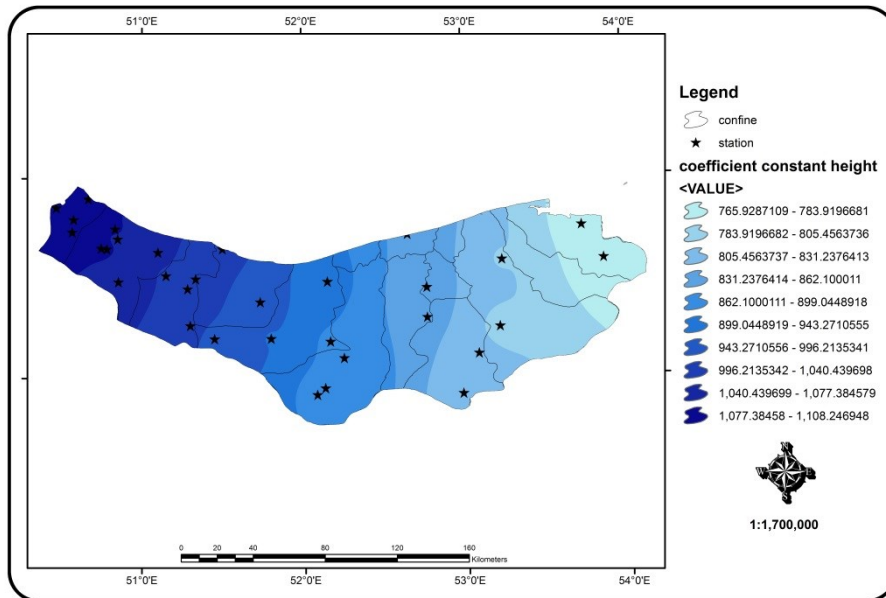 51°0'E 52°0'E 53°0'E 54°0'E
Legend
confine
station
coefficient constant height
<VALUE>
765.9287109 - 783.9196681
783.9196682 - 805.4563736
805.4563737 - 831.2376413
831.2376414 - 862.100011
862.1000111 - 899.0448918
899.0448919 - 943.2710555
943.2710556 - 996.2135341
996.2135342 - 1,040.439698
1,040.439699 - 1,077.384579
1,077.38458 - 1,108.246948
N
W E
S
1:1,700,000
0 20 40 80 120 160
Kilometers
51°0'E 52°0'E 53°0'E 54°0'E